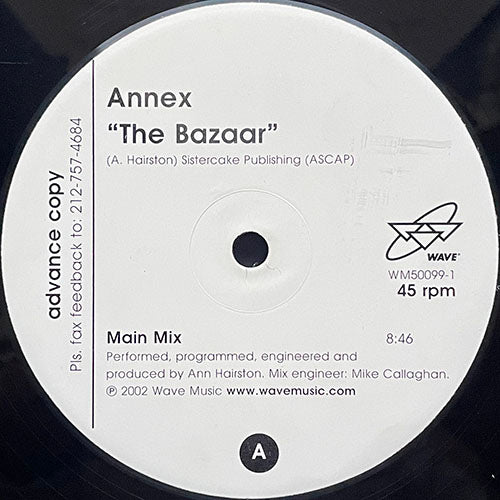 Annex
"The Bazaar"
(A. Hairston) Sistercake Publishing (ASCAP)
advance copy
Pls. fax feedback to: 212-757-4684
WAVE
WM50099-1
45 rpm
Main Mix 8:46
Performed, programmed, engineered and
produced by Ann Hairston. Mix engineer: Mike Callaghan.
℗ 2002 Wave Music www.wavemusic.com
A